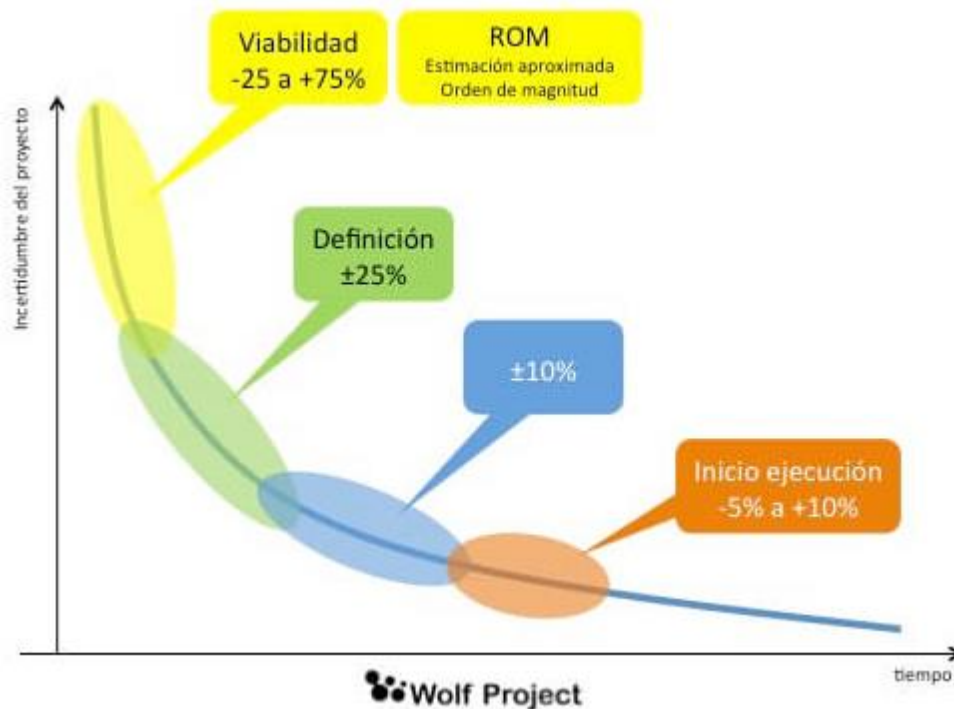 Viabilidad
-25 a +75%
ROM
Estimación aproximada
Orden de magnitud
Incertidumbre del proyecto
Definición
±25%
±10%
Inicio ejecución
-5% a +10%
tiempo
Wolf Project